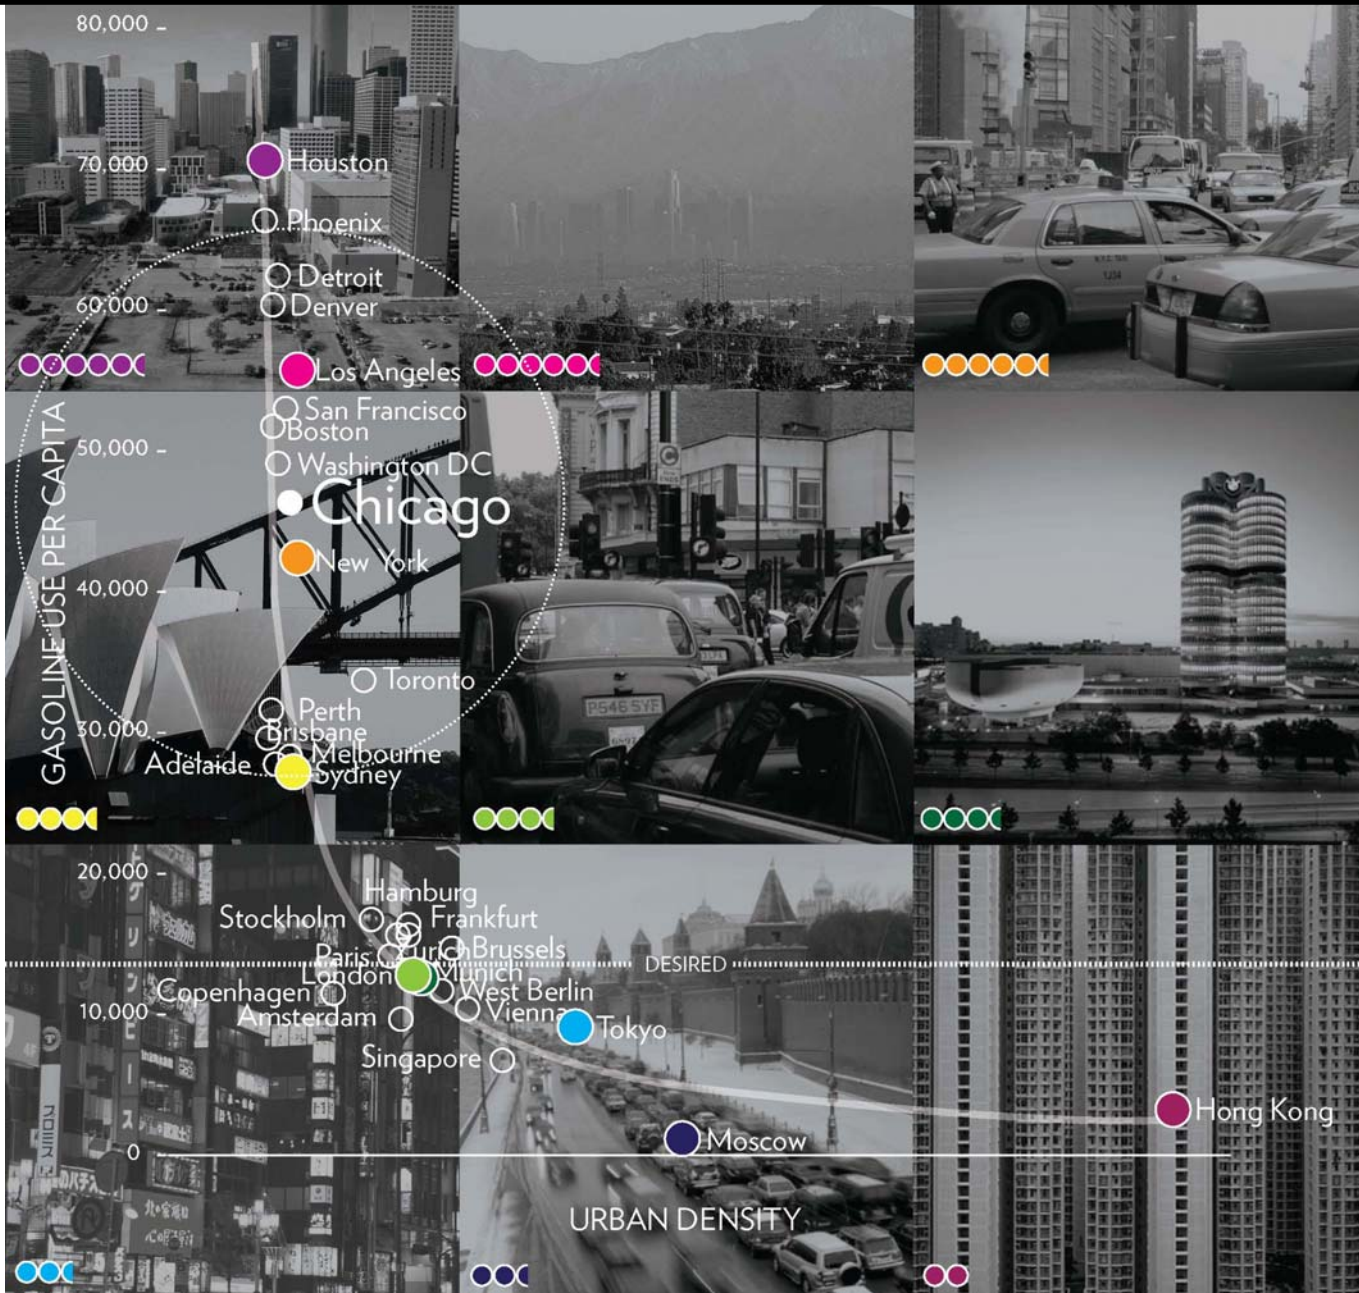 80,000
70,000
Houston
Phoenix
Detroit
60,000
Denver
Los Angeles
San Francisco
Boston
50,000
Washington DC
Chicago
New York
40,000
GASOLINE USE PER CAPITA
Toronto
Perth
30,000
Brisbane
Melbourne
Adelaide
Sydney
P546 SYF
20,000
Hamburg
Stockholm
Frankfurt
Paris
Zurich
Brussels
DESIRED
London
Munich
Copenhagen
West Berlin
10,000
Amsterdam
Vienna
Tokyo
Singapore
Hong Kong
Moscow
0
URBAN DENSITY